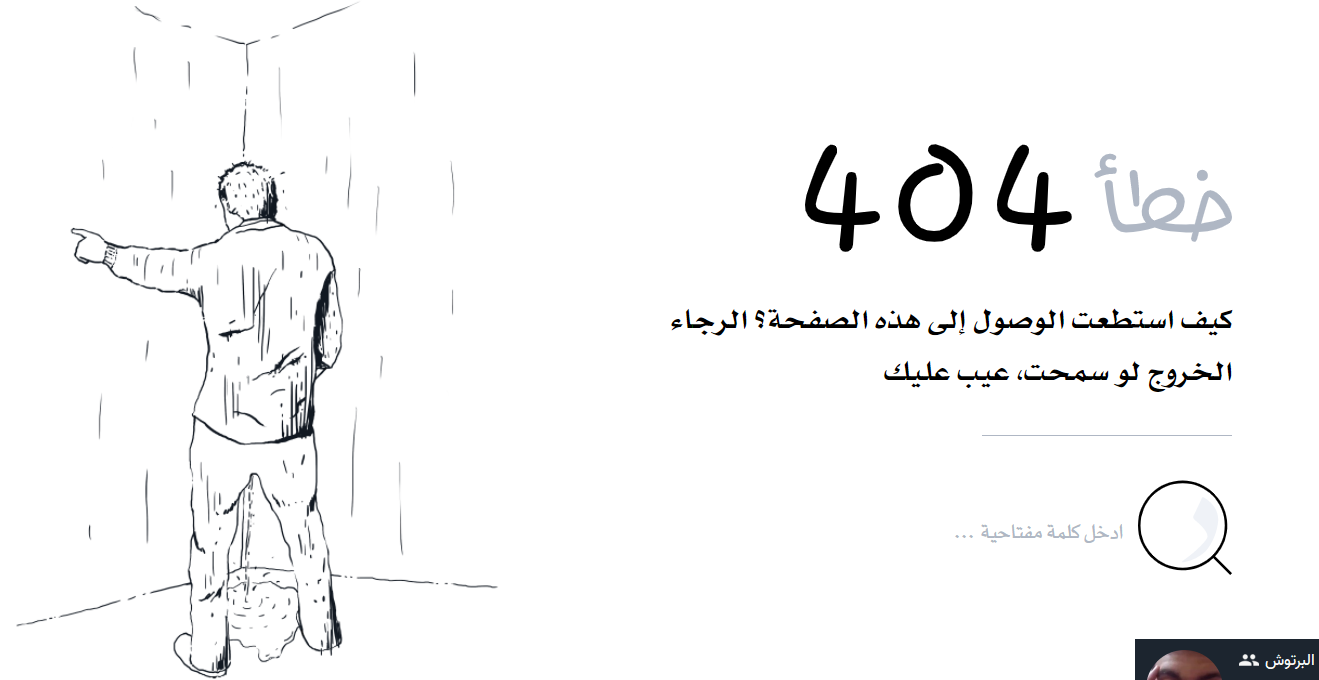 خطأ 404
كيف استطعت الوصول إلى هذه الصفحة؟ الرجاء
الخروج لو سمحت، عيب عليك
ادخل كلمة مفتاحية ...
البرتوش